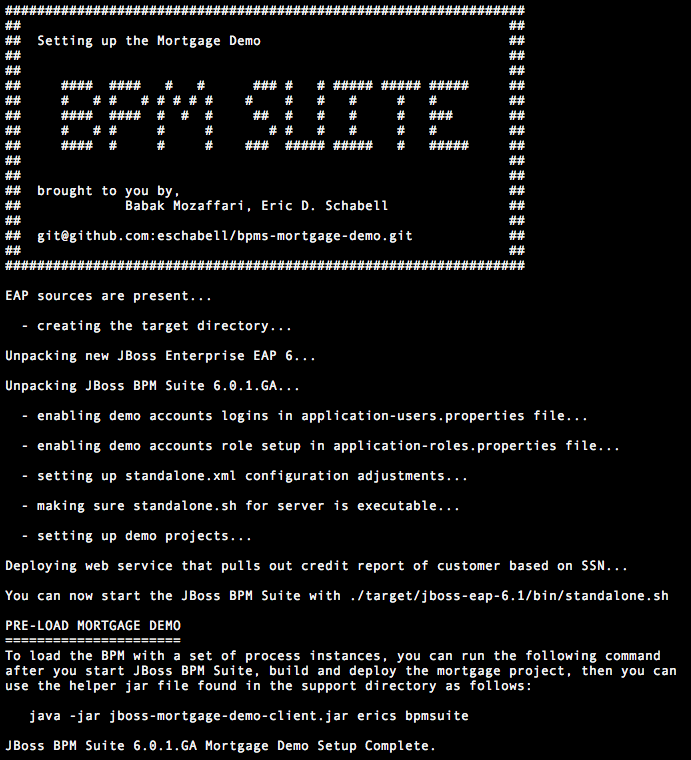 #################################################################
##                                                             ##
##  Setting up the Mortgage Demo                               ##
##                                                             ##
##                                                             ##
##     ####  ####   #   #      ### #   # ##### ##### #####     ##
##     #   # #   # # # # #    #    #   #   #     #   #         ##
##     ####  ####  #  #  #     ##  #   #   #     #   ###       ##
##     #   # #     #     #       # #   #   #     #   #         ##
##     ####  #     #     #    ###  ##### #####   #   #####     ##
##                                                             ##
##                                                             ##
##  brought to you by,                                         ##
##             Babak Mozaffari, Eric D. Schabell               ##
##                                                             ##
##  git@github.com:eschabell/bpms-mortgage-demo.git            ##
##                                                             ##
#################################################################
EAP sources are present...
  - creating the target directory...
Unpacking new JBoss Enterprise EAP 6...
Unpacking JBoss BPM Suite 6.0.1.GA...
  - enabling demo accounts logins in application-users.properties file...
  - enabling demo accounts role setup in application-roles.properties file...
  - setting up standalone.xml configuration adjustments...
  - making sure standalone.sh for server is executable...
  - setting up demo projects...
Deploying web service that pulls out credit report of customer based on SSN...
You can now start the JBoss BPM Suite with ./target/jboss-eap-6.1/bin/standalone.sh
PRE-LOAD MORTGAGE DEMO
======================
To load the BPM with a set of process instances, you can run the following command
after you start JBoss BPM Suite, build and deploy the mortgage project, then you can
use the helper jar file found in the support directory as follows:
   java -jar jboss-mortgage-demo-client.jar erics bpmsuite
JBoss BPM Suite 6.0.1.GA Mortgage Demo Setup Complete.